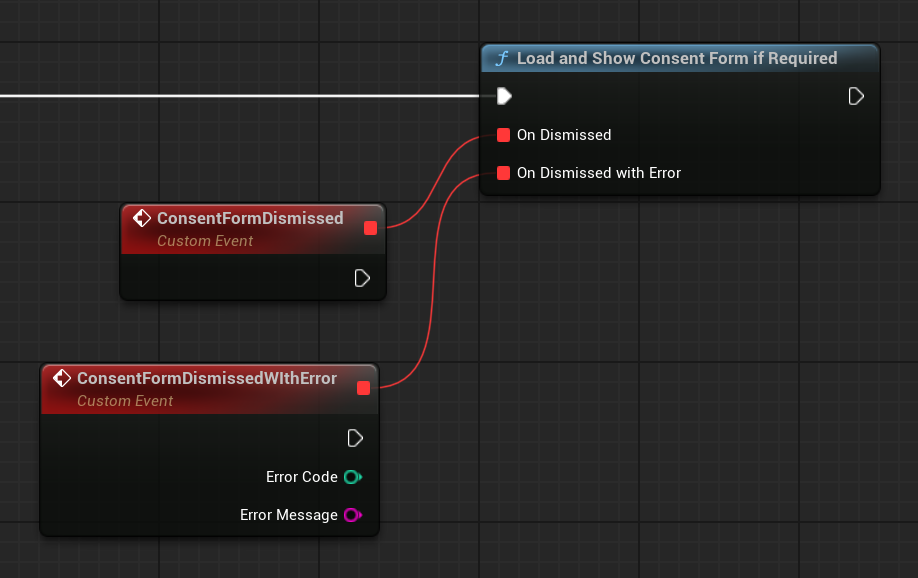 Load and Show Consent Form if Required
On Dismissed
On Dismissed with Error
ConsentFormDismissed
Custom Event
ConsentFormDismissedWIthError
Custom Event
Error Code
Error Message